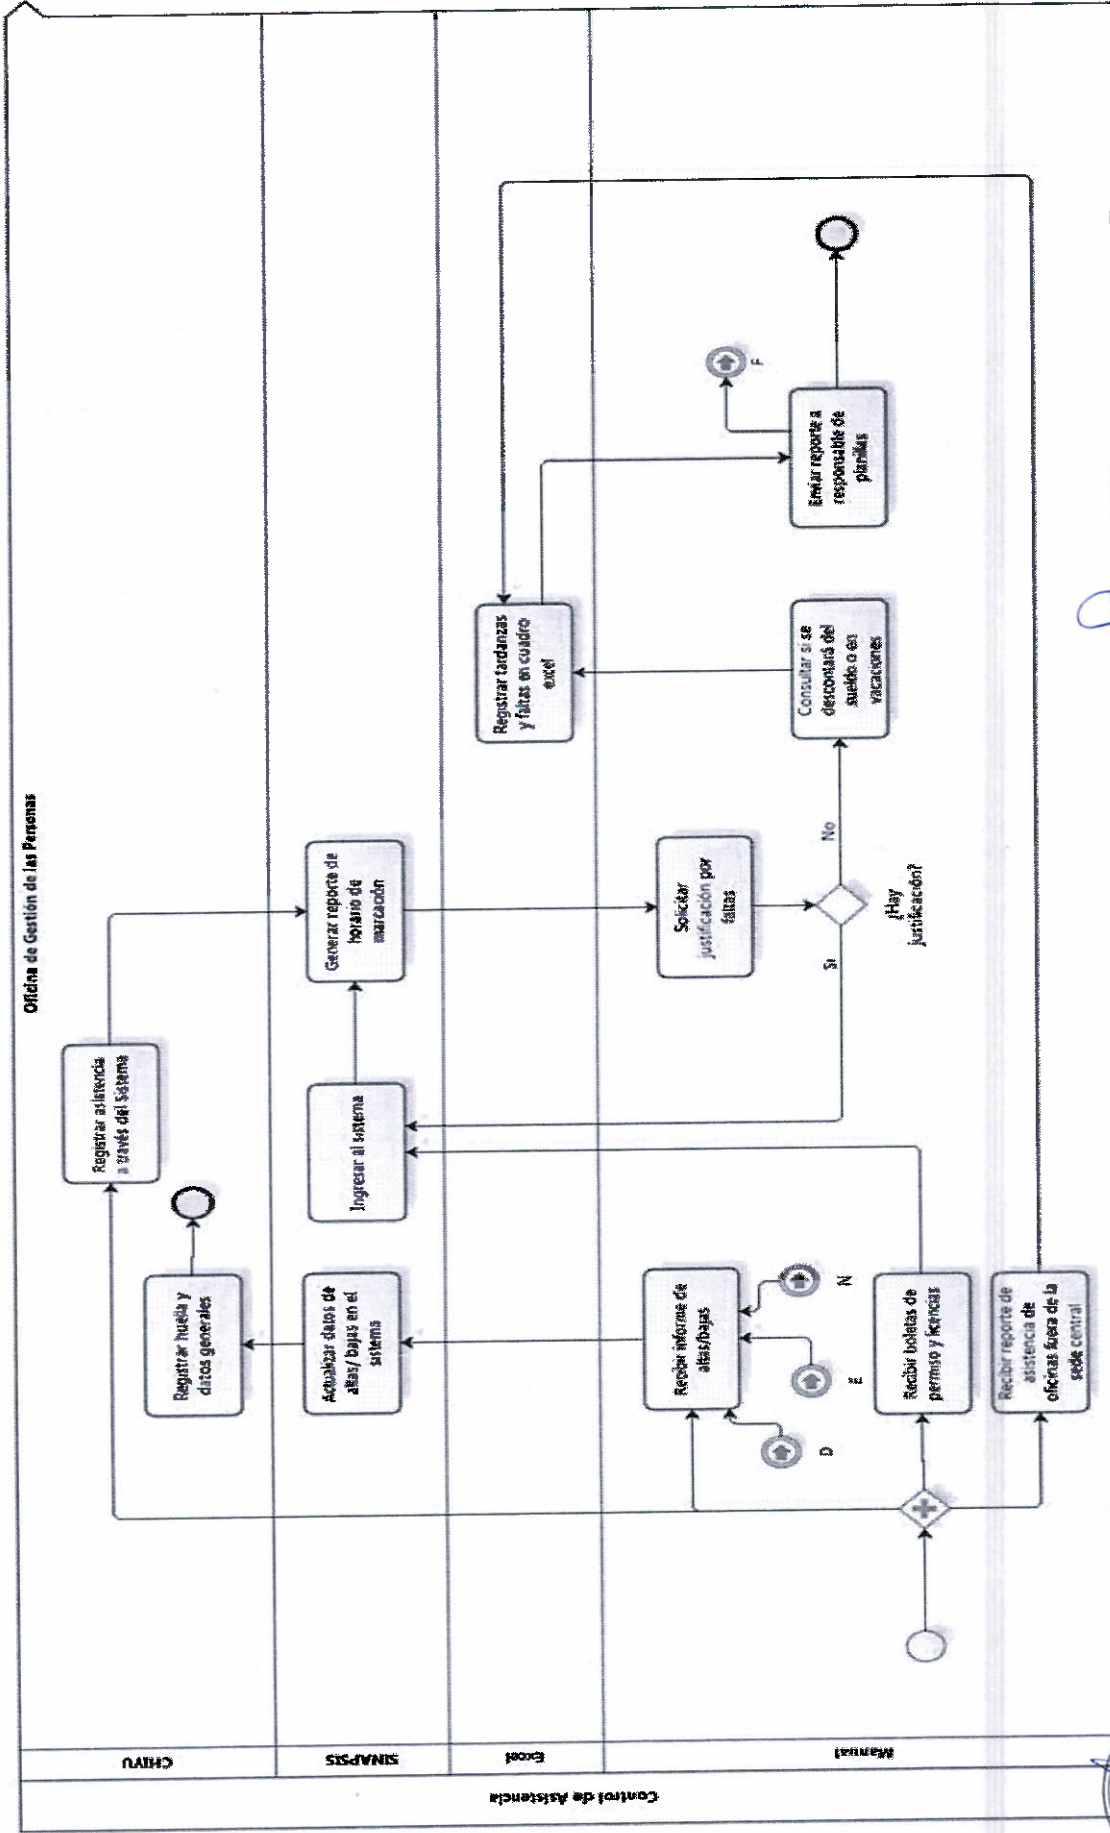 Oficina de Gestión de las Personas
Control de Asistencia
CHIYU
Registrar asistencia
a través del Sistema
Registrar huella y
datos generales
SINAPSIS
Actualizar datos de
altas/ bajas en el
sistema
Ingresar al sistema
Generar reporte de
horario de
marcación
Excel
Registrar tardanzas
y faltas en cuadro
excel
Manual
Recibir informe de
altas/bajas
D
N
Recibir boletas de
permiso y licencias
Recibir reporte de
asistencia de
oficinas fuera de la
sede central
Solicitar
justificación por
faltas
Si
No
¿Hay
justificación?
Consultar si se
descontará del
sueldo o en
vacaciones
Enviar reporte a
responsable de
planillas
F